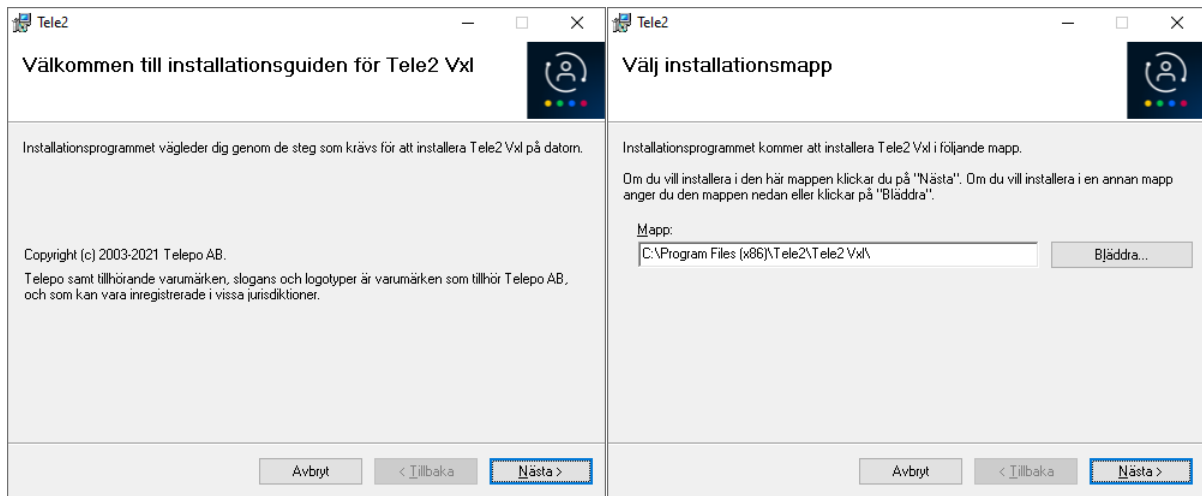 Tele2
Välkommen till installationsguiden för Tele2 Vxl
Installationsprogrammet vägleder dig genom de steg som krävs för att installera Tele2 Vxl på datorn.
Copyright (c) 2003-2021 Telepo AB.
Telepo samt tillhörande varumärken, slogans och logotyper är varumärken som tillhör Telepo AB,
och som kan vara inregistrerade i vissa jurisdiktioner.
Avbryt
< Tillbaka
Nästa >
Tele2
Välj installationsmapp
Installationsprogrammet kommer att installera Tele2 Vxl i följande mapp.
Om du vill installera i den här mappen klickar du på "Nästa". Om du vill installera i en annan mapp
anger du den mappen nedan eller klickar på "Bläddra".
Mapp:
C:\Program Files (x86)\Tele2\Tele2 Vxl\
Bläddra...
Avbryt
< Tillbaka
Nästa >